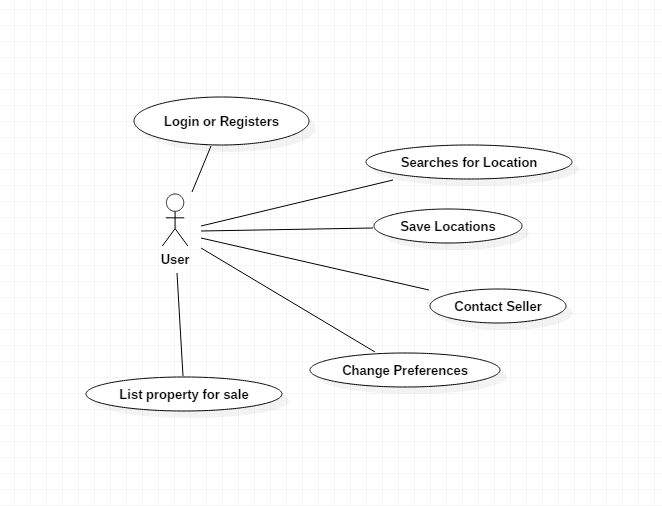 Login or Registers
Searches for Location
Save Locations
User
Contact Seller
Change Preferences
List property for sale